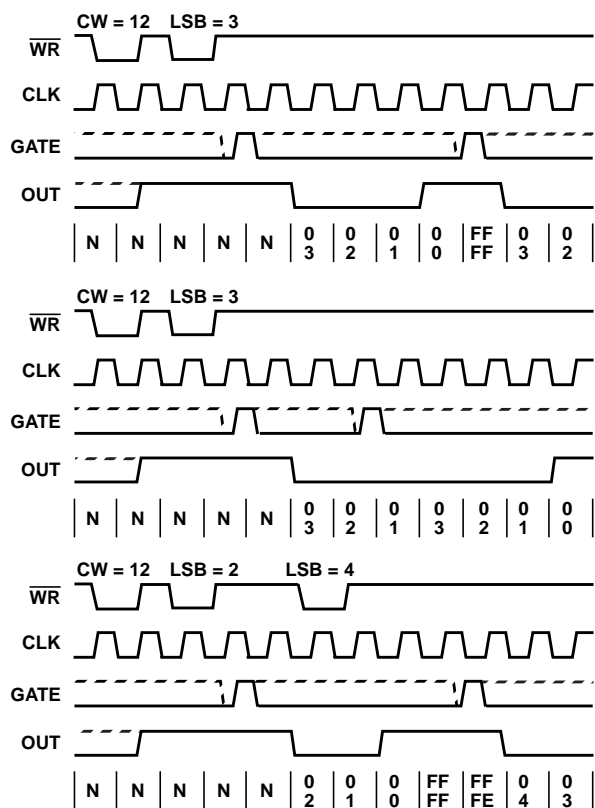 CW = 12 LSB = 3
WR
CLK
GATE
OUT
N N N N N 0 0 0 0 FF 0 0
3 2 1 0 FF 3 2
CW = 12 LSB = 3
WR
CLK
GATE
OUT
N N N N N 0 0 0 0 0 0 0
3 2 1 3 2 1 0
CW = 12 LSB = 2 LSB = 4
WR
CLK
GATE
OUT
N N N N N 0 0 0 FF FF 0 0
2 1 0 FF FE 4 3